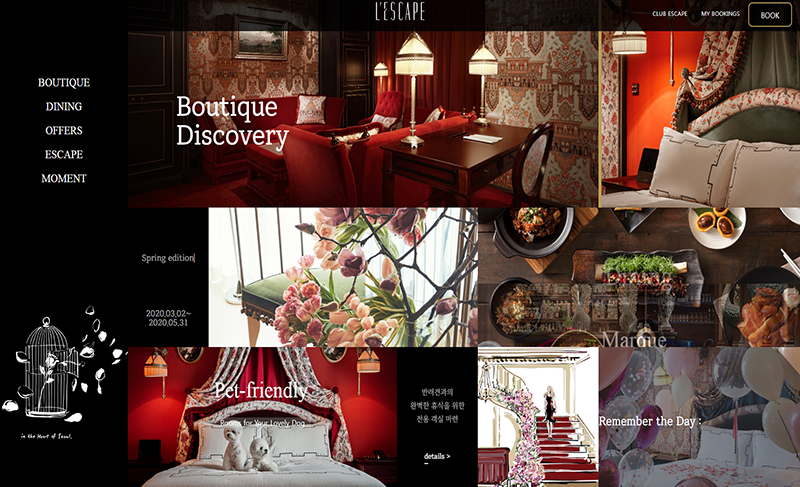 L'ESCAPE
CLUB ESCAPE
MY BOOKINGS
BOOK
BOUTIQUE
DINING
OFFERS
ESCAPE
MOMENT
Boutique
Discovery
Spring edition
2020,03,02~
2020,05,31
Marque
Pet-friendly
Rooms for Your Lovely Dog
반려견과의
완벽한 휴식을 위한
전용 객실 마련
details >
Remember the Day :
in the Heart of Seoul,